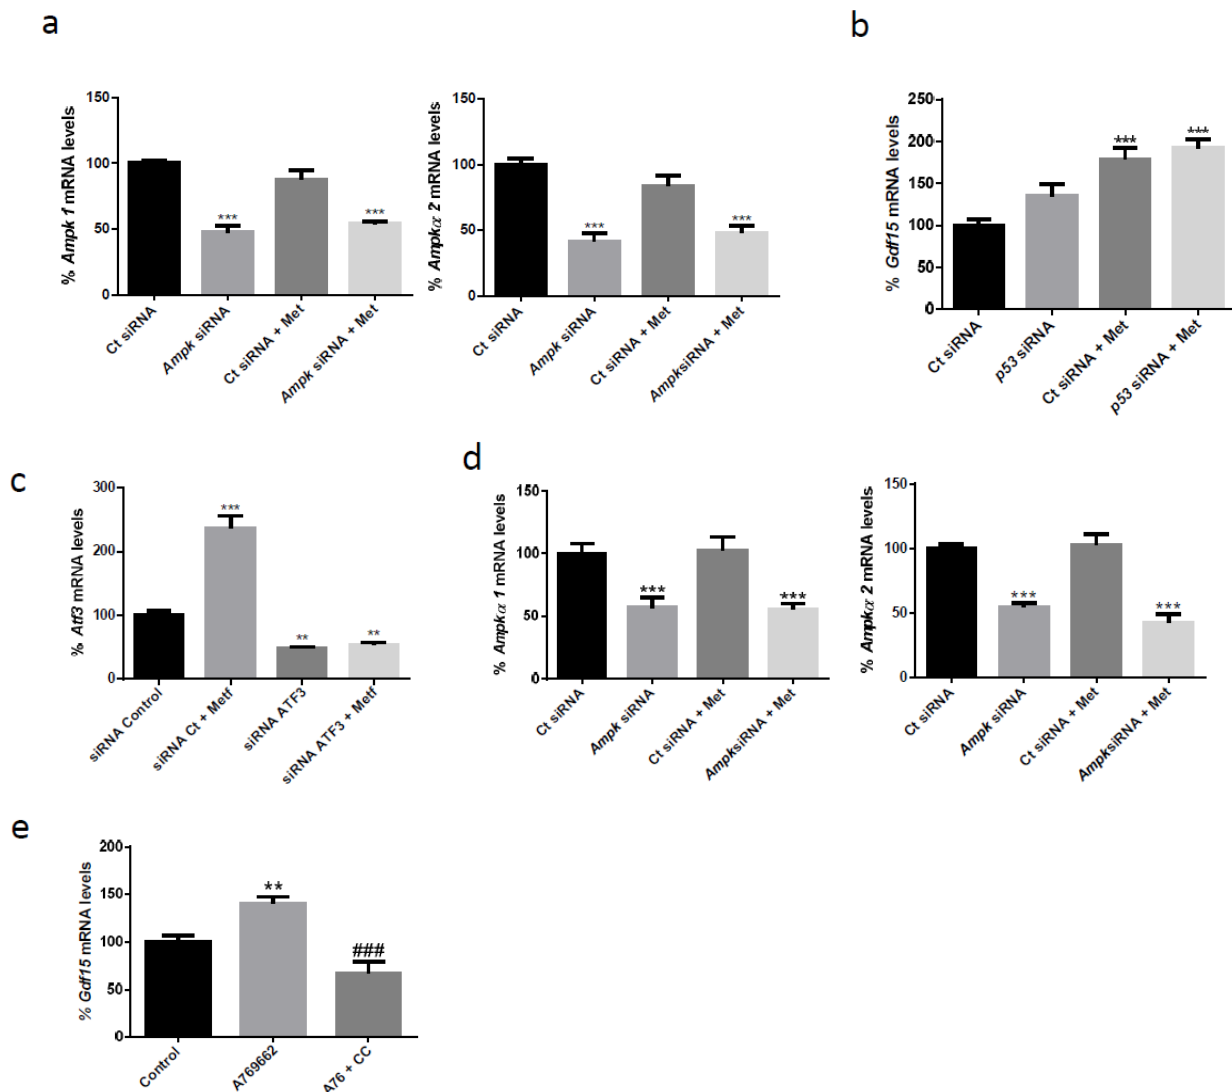 a
% Ampk 1 mRNA levels
150
100
50
0
***
***
Ct siRNA
Ampk siRNA
Ct siRNA + Met
Ampk siRNA + Met
% Ampkα 2 mRNA levels
150
100
50
0
***
***
Ct siRNA
Ampk siRNA
Ct siRNA + Met
AmpksiRNA + Met
b
% Gdf15 mRNA levels
250
200
150
100
50
0
***
***
Ct siRNA
p53 siRNA
Ct siRNA + Met
p53 siRNA + Met
c
% Atf3 mRNA levels
300
200
100
0
***
**
**
siRNA Control
siRNA Ct + Metf
siRNA ATF3
siRNA ATF3 + Metf
d
% Ampkα 1 mRNA levels
150
100
50
0
***
***
Ct siRNA
Ampk siRNA
Ct siRNA + Met
AmpksiRNA + Met
% Ampkα 2 mRNA levels
150
100
50
0
***
***
Ct siRNA
Ampk siRNA
Ct siRNA + Met
AmpksiRNA + Met
e
% Gdf15 mRNA levels
200
150
100
50
0
**
###
Control
A769662
A76 + CC